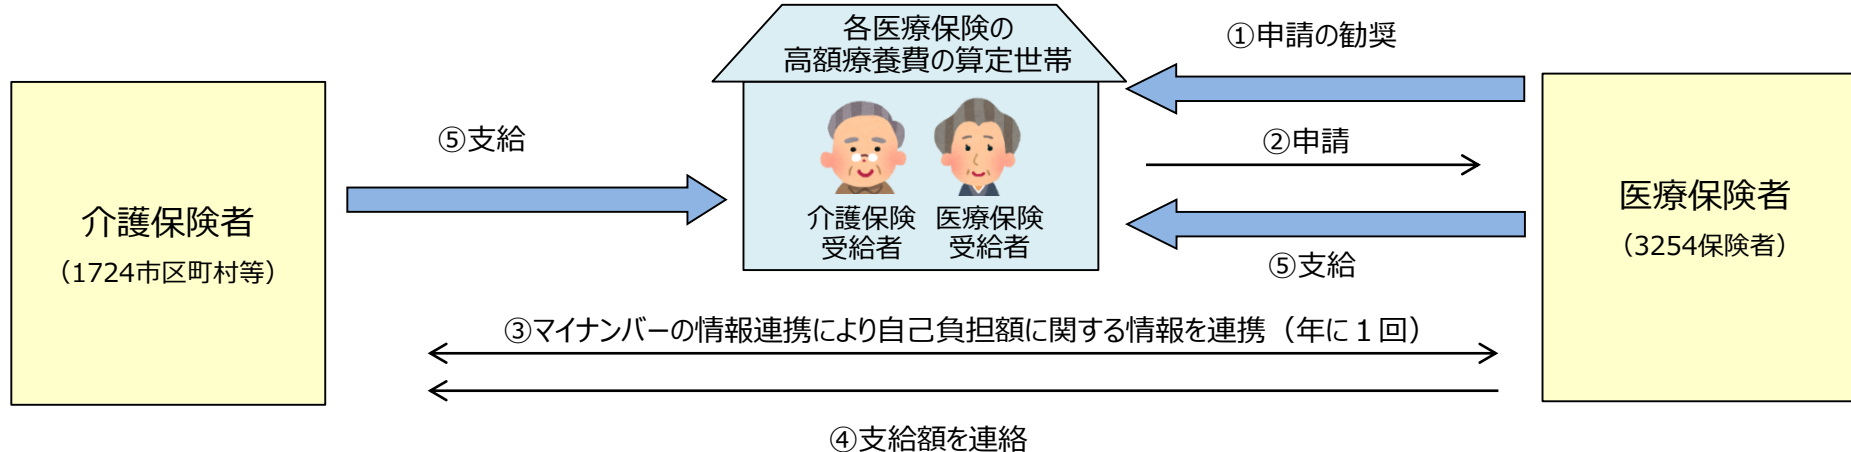 各医療保険の
高額療養費の算定世帯
①申請の勧奨
⑤支給
②申請
介護保険者
（1724市区町村等）
介護保険
受給者
医療保険
受給者
医療保険者
（3254保険者）
⑤支給
③マイナンバーの情報連携により自己負担額に関する情報を連携（年に１回）
④支給額を連絡